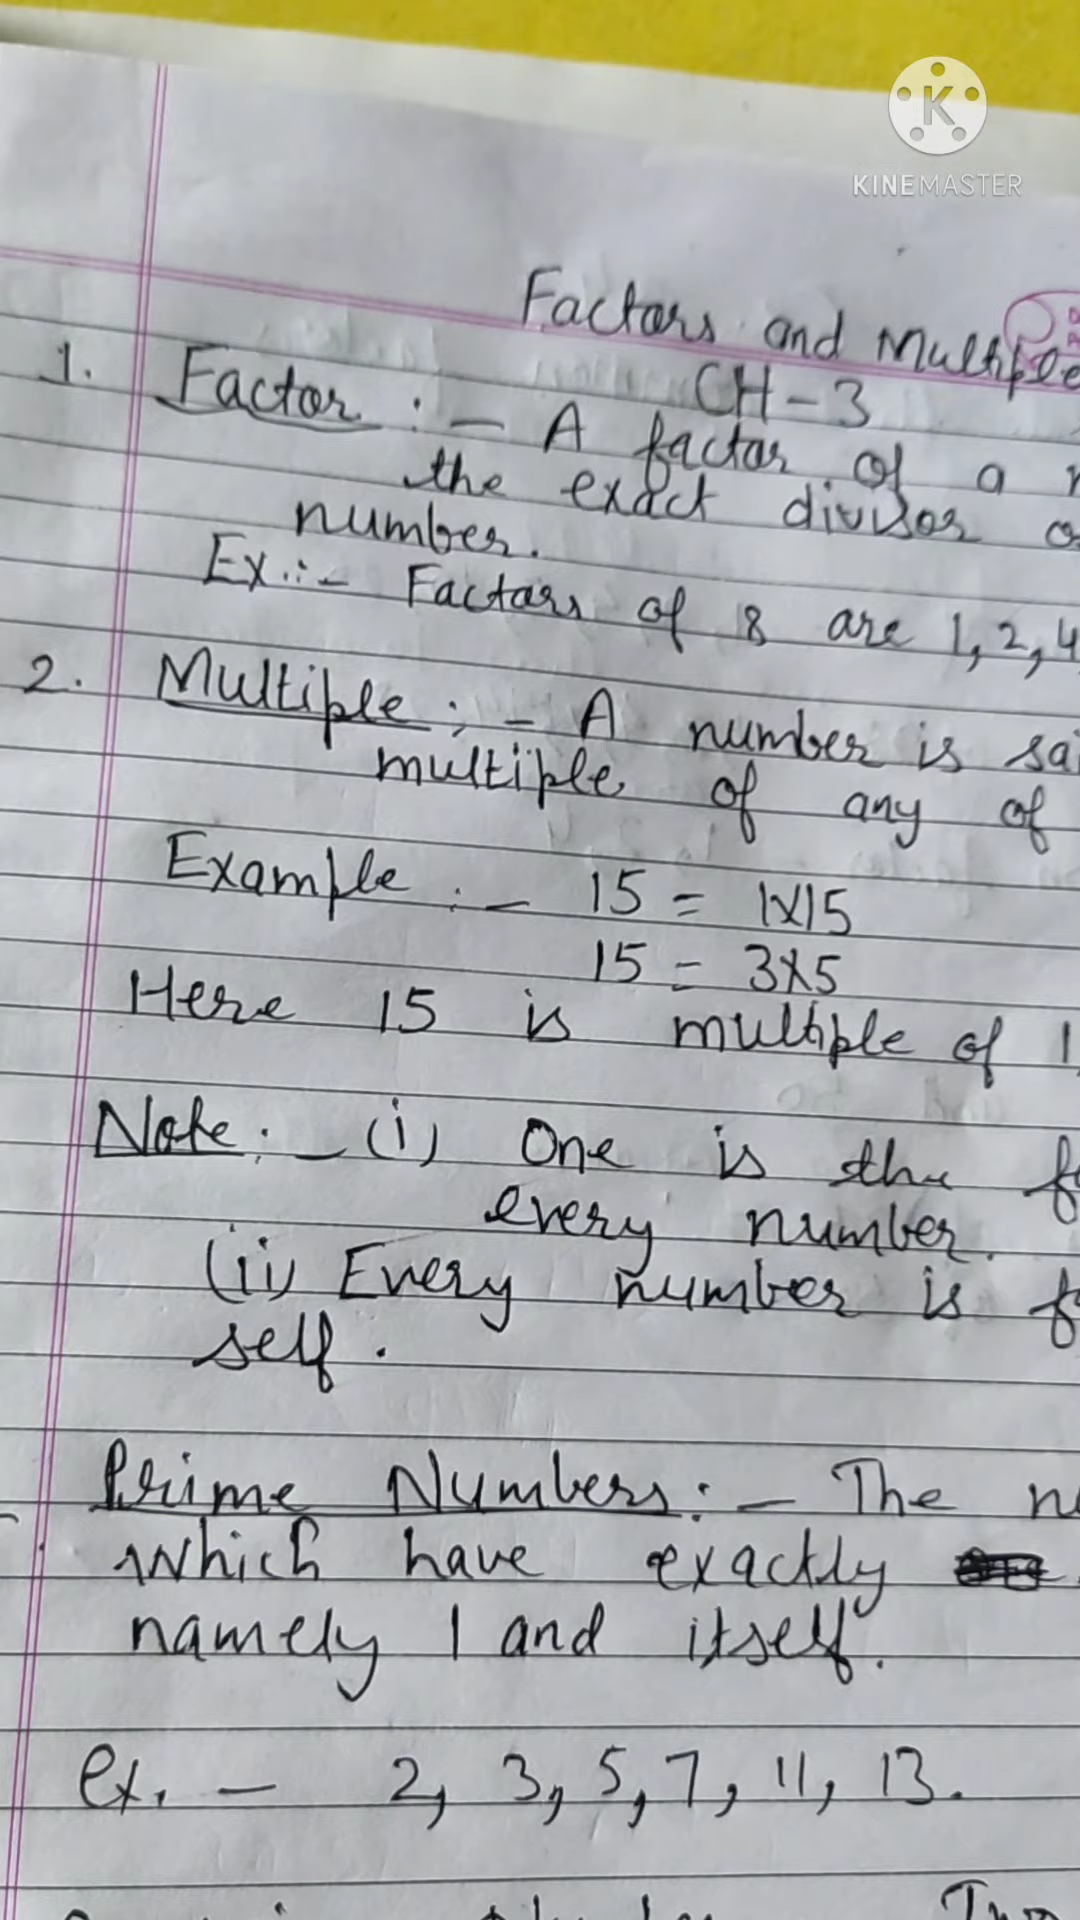 K
KINEMASTER
Factors and Multiple
CH-3
1. Factor :- A factor of a
the exact divisor
number.
Ex.:- Factors of 8 are 1, 2, 4
2. Multiple :- A number is
multiple of any of
Example :- 15 = 1x15
15 = 3x5
Here 15 is multiple of 1,
Note :- (i) One is the
every number.
(ii) Every number is
self.
Prime Numbers :- The
which have exactly
namely 1 and itself.
ex. - 2, 3, 5, 7, 11, 13.